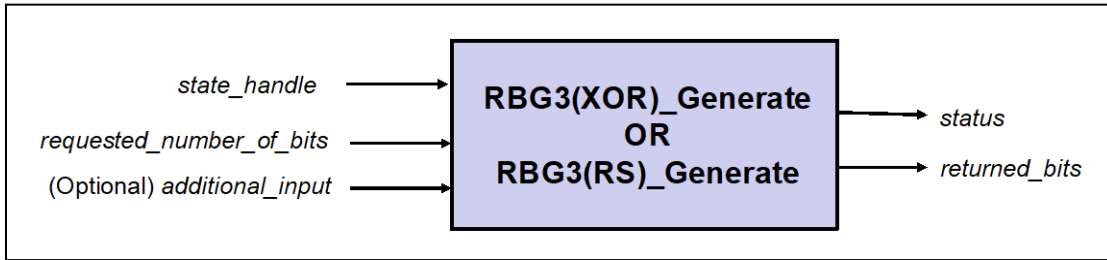 state_handle
requested_number_of_bits
(Optional) additional_input
RBG3(XOR)_Generate
OR
RBG3(RS)_Generate
status
returned_bits